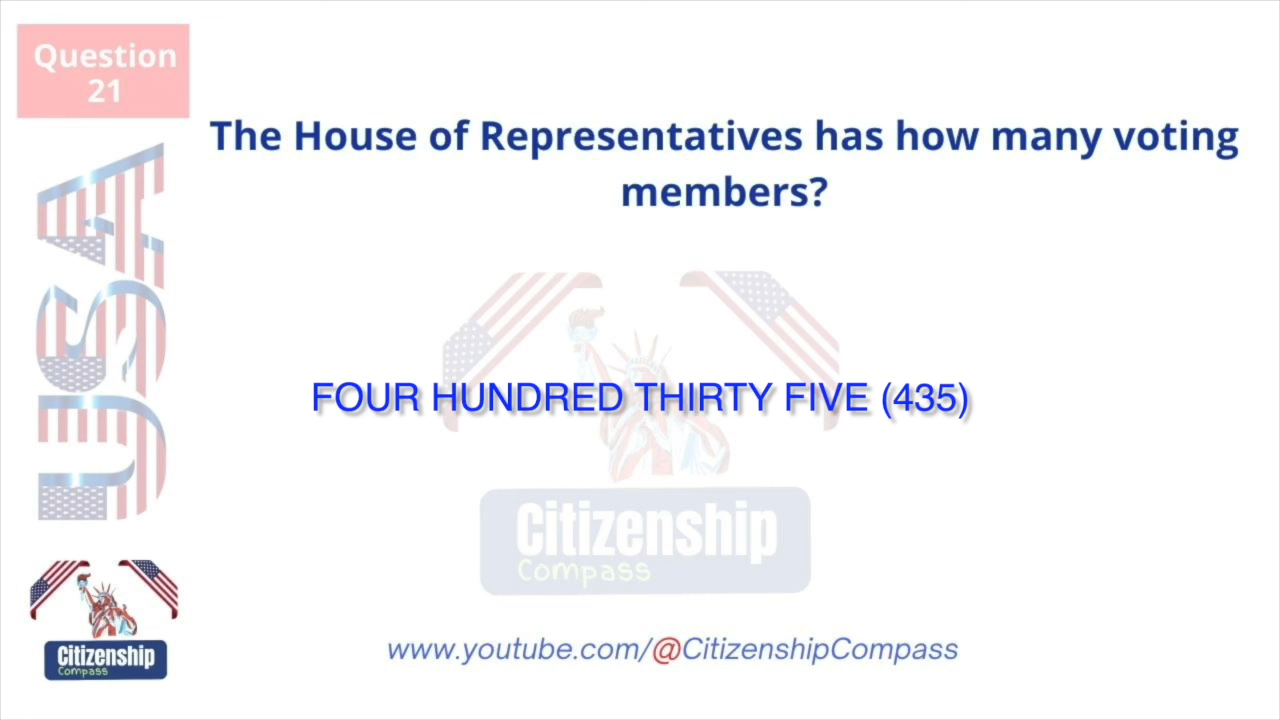 Question
21
The House of Representatives has how many voting
members?
USA
FOUR HUNDRED THIRTY FIVE (435)
Citizenship
Compass
Citizenship
Compass
www.youtube.com/@CitizenshipCompass